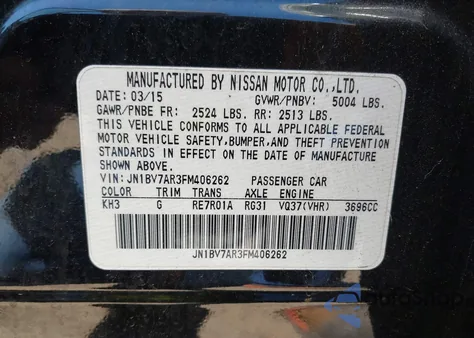 MANUFACTURED BY NISSAN MOTOR CO.,LTD.
DATE: 03/15 GVWR/PNBV: 5004 LBS.
GAWR/PNBE FR: 2524 LBS. RR: 2513 LBS.
THIS VEHICLE CONFORMS TO ALL APPLICABLE FEDERAL
MOTOR VEHICLE SAFETY,BUMPER,AND THEFT PREVENTION
STANDARDS IN EFFECT ON THE DATE OF MANUFACTURE
SHOWN ABOVE.
VIN: JN1BV7AR3FM406262 PASSENGER CAR
COLOR TRIM TRANS AXLE ENGINE
KH3 G RE7R01A RG31 VQ37(VHR) 3696CC
JN1BV7AR3FM406262
AutoShop